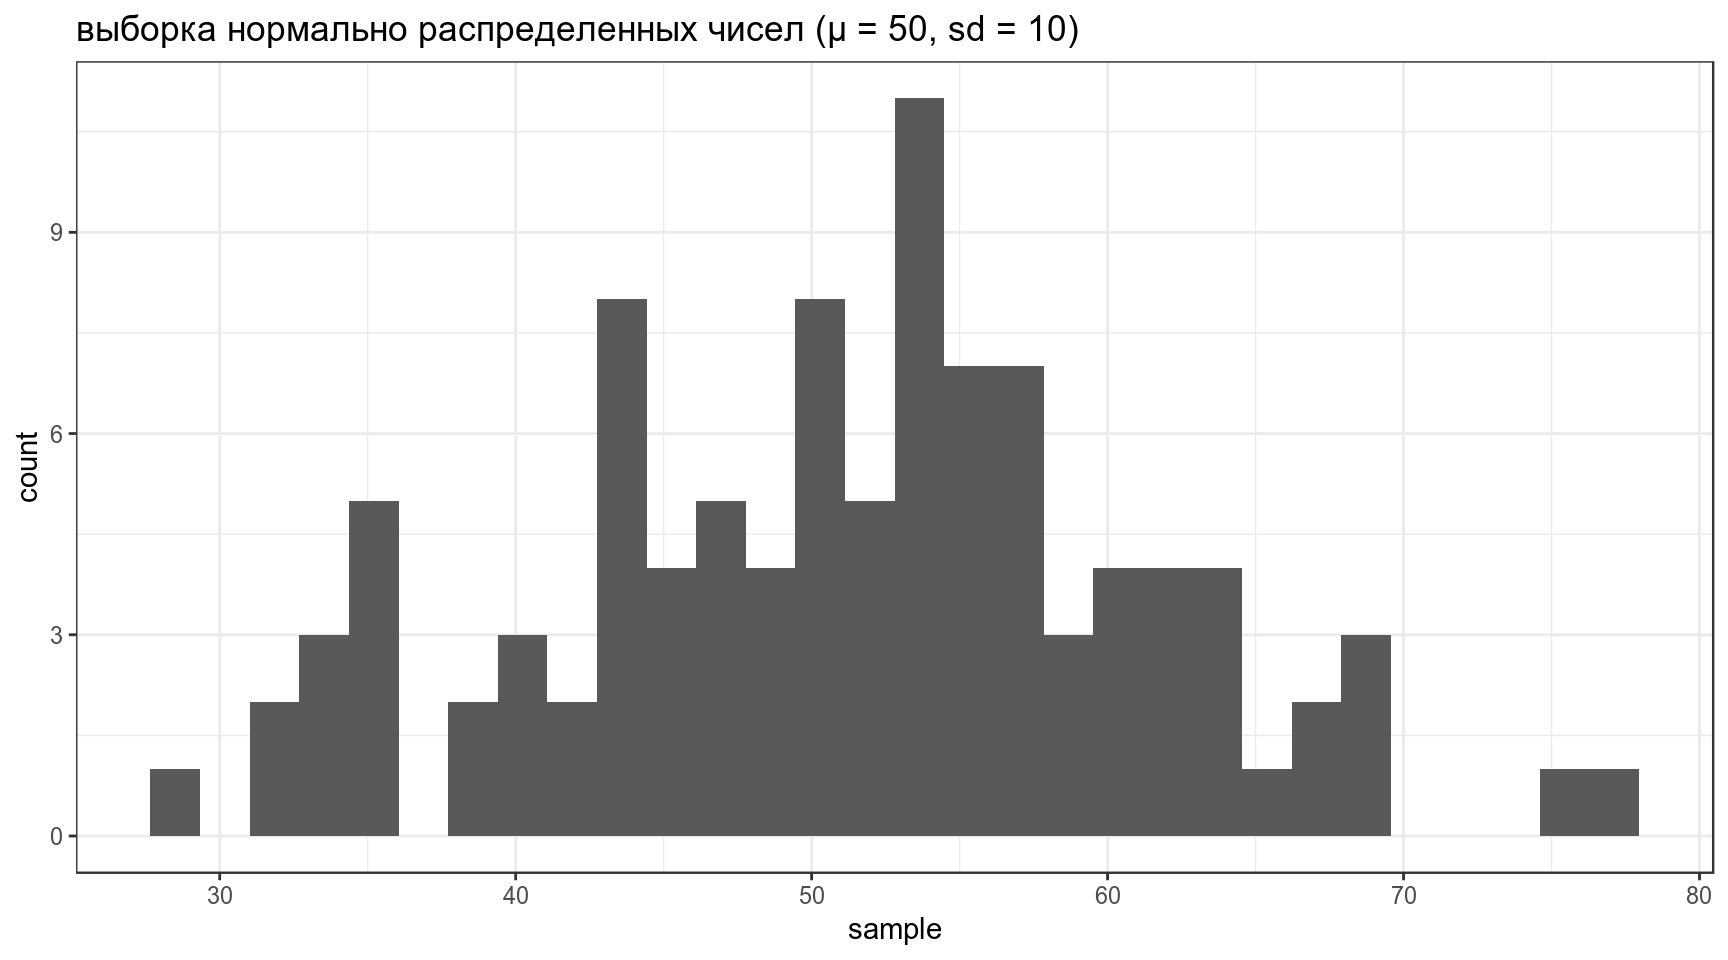 выборка нормально распределенных чисел (μ = 50, sd = 10)
9
6
3
0
count
30 40 50 60 70 80
sample